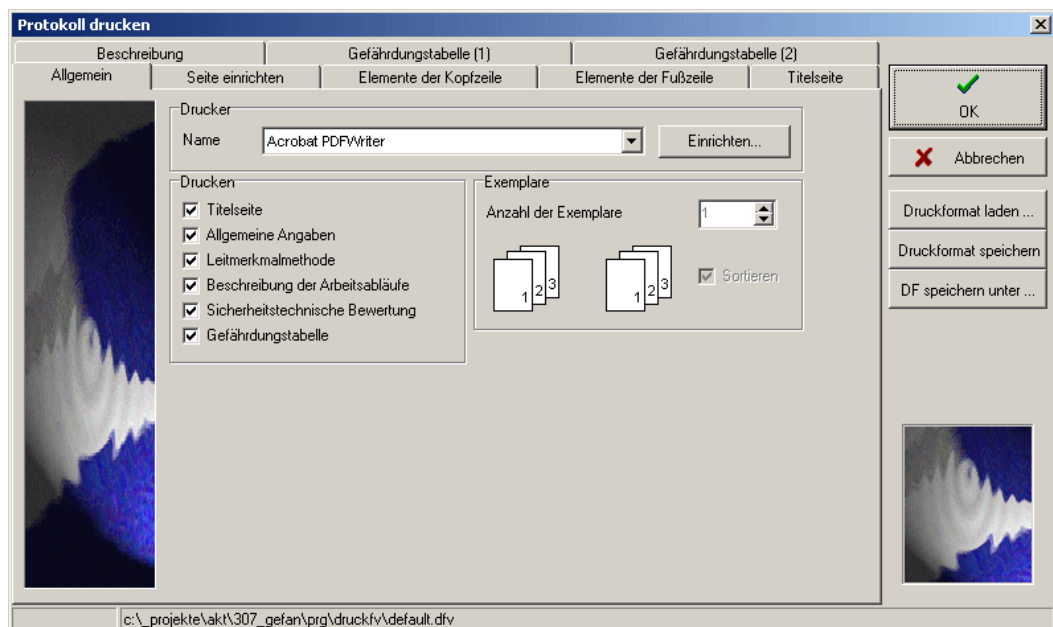 Protokoll drucken
Beschreibung Gefährdungstabelle (1) Gefährdungstabelle (2)
Allgemein Seite einrichten Elemente der Kopfzeile Elemente der Fußzeile Titelseite
Drucker
Name Acrobat PDFWriter Einrichten...
Drucken
Titelseite
Allgemeine Angaben
Leitmerkmalmethode
Beschreibung der Arbeitsabläufe
Sicherheitstechnische Bewertung
Gefährdungstabelle
Exemplare
Anzahl der Exemplare 1
1 2 3 1 2 3
Sortieren
OK
Abbrechen
Druckformat laden ...
Druckformat speichern
DF speichern unter ...
c:\_projekte\akt\307_gefan\prg\druckfv\default.dfv